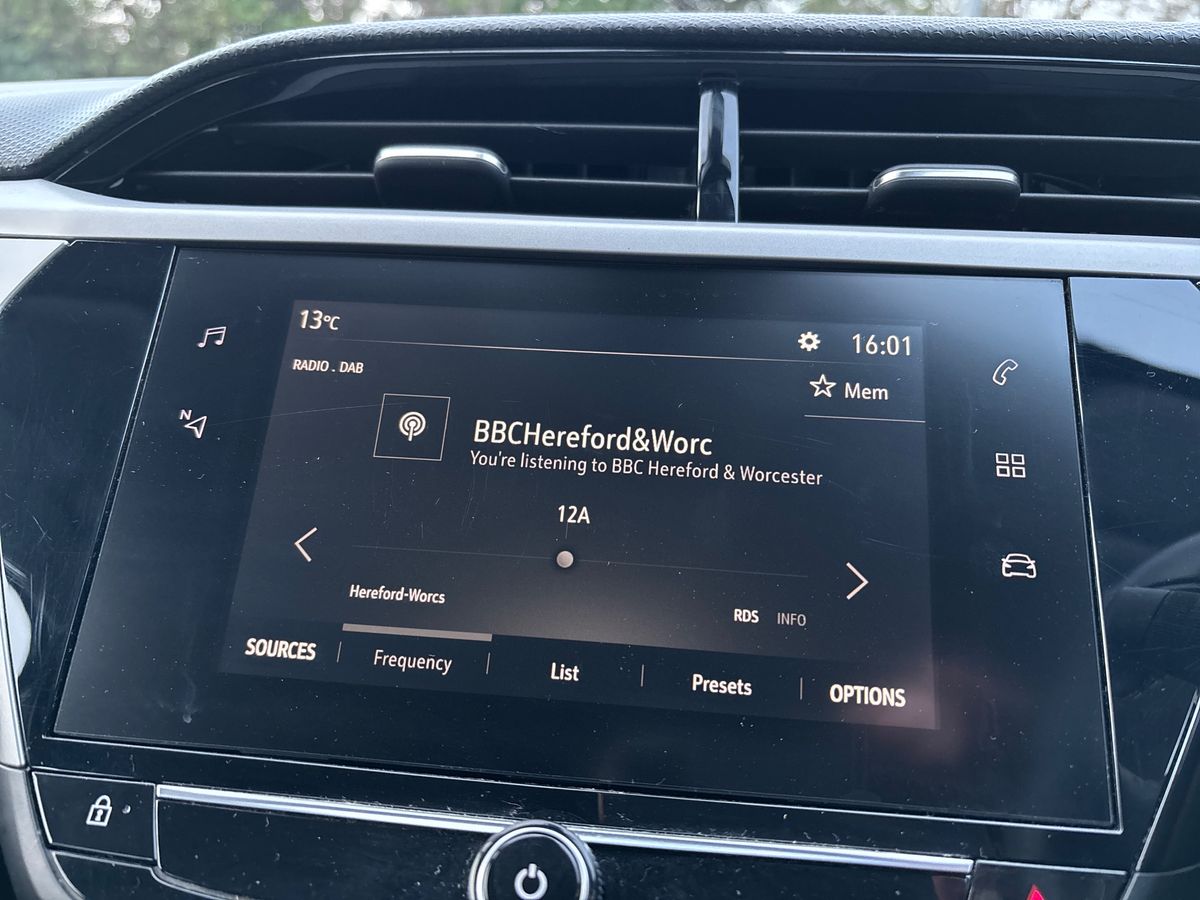 13°C
16:01
RADIO . DAB
Mem
BBCHereford&Worc
You're listening to BBC Hereford & Worcester
12A
Hereford-Worcs
RDS INFO
SOURCES Frequency List Presets OPTIONS
N